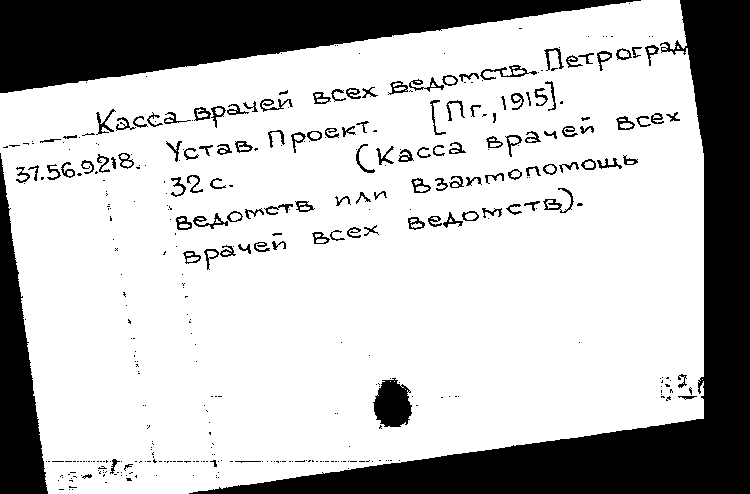 Касса врачей всех ведомств. Петроград
37.56.9.218. Устав. Проект. [Пг., 1915].
32 с. (Касса врачей всех
ведомств или Взаимопомощь
врачей всех ведомств).